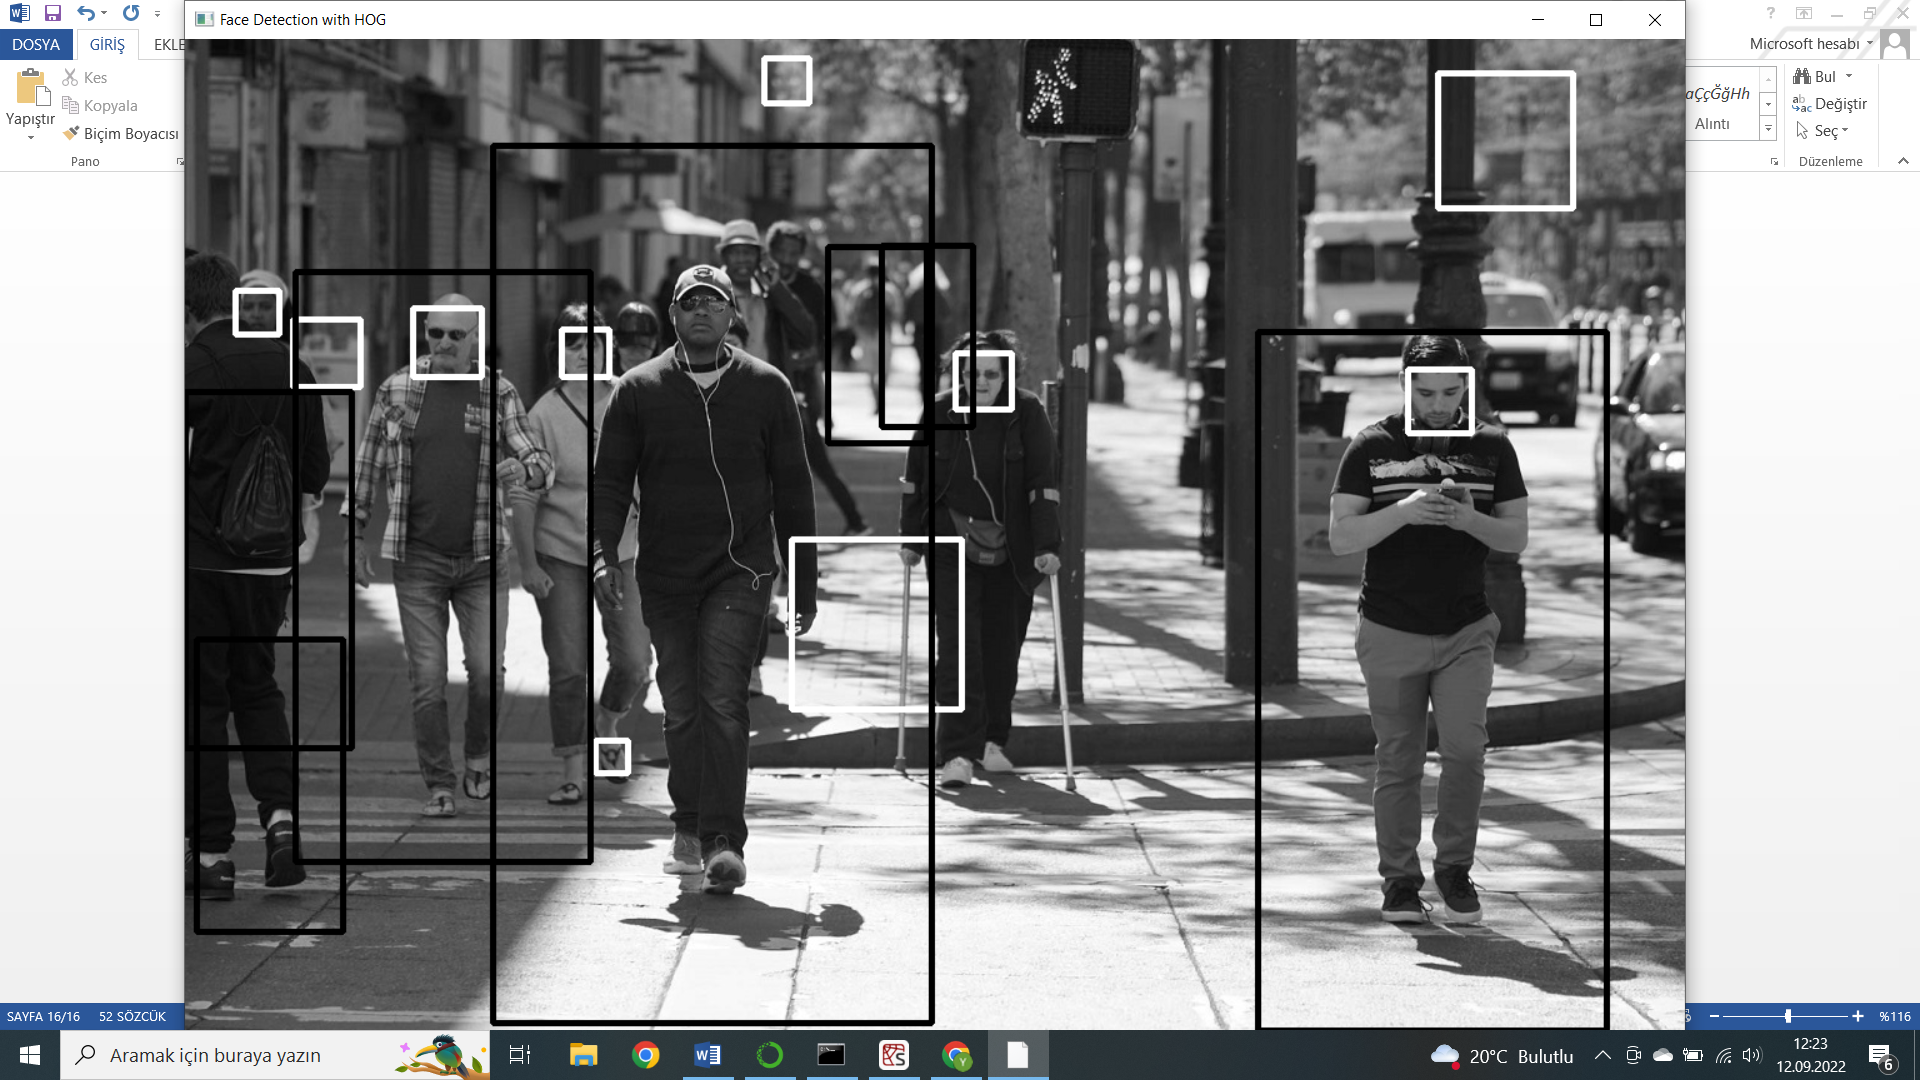 Face Detection with HOG
DOSYA
GİRİŞ
EKLE
Microsoft hesabı
Kes
Kopyala
Yapıştır
Biçim Boyacısı
Pano
aÇçĞğHh
Alıntı
Bul
Değiştir
Seç
Düzenleme
SAYFA 16/16
52 SÖZCÜK
%116
Aramak için buraya yazın
20°C Bulutlu
12:23
12.09.2022
6